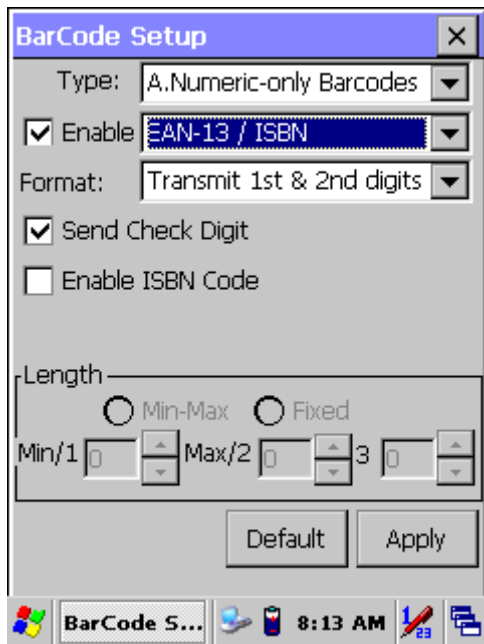 BarCode Setup
Type: A.Numeric-only Barcodes
Enable EAN-13 / ISBN
Format: Transmit 1st & 2nd digits
Send Check Digit
Enable ISBN Code
Length
Min-Max Fixed
Min/1 0 Max/2 0 3 0
Default Apply
BarCode S... 8:13 AM 1 23